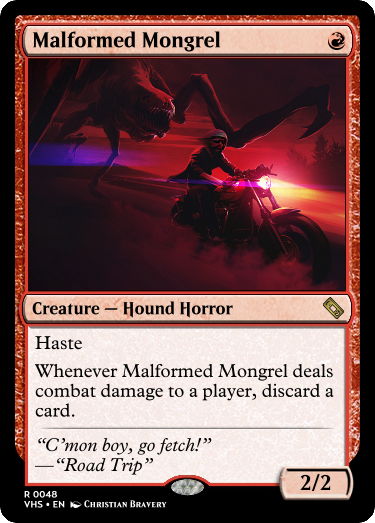 Malformed Mongrel
Creature — Hound Horror
Haste
Whenever Malformed Mongrel deals
combat damage to a player, discard a
card.
“C’mon boy, go fetch!”
—“Road Trip”
2/2
R 0048
VHS • EN Christian Bravery